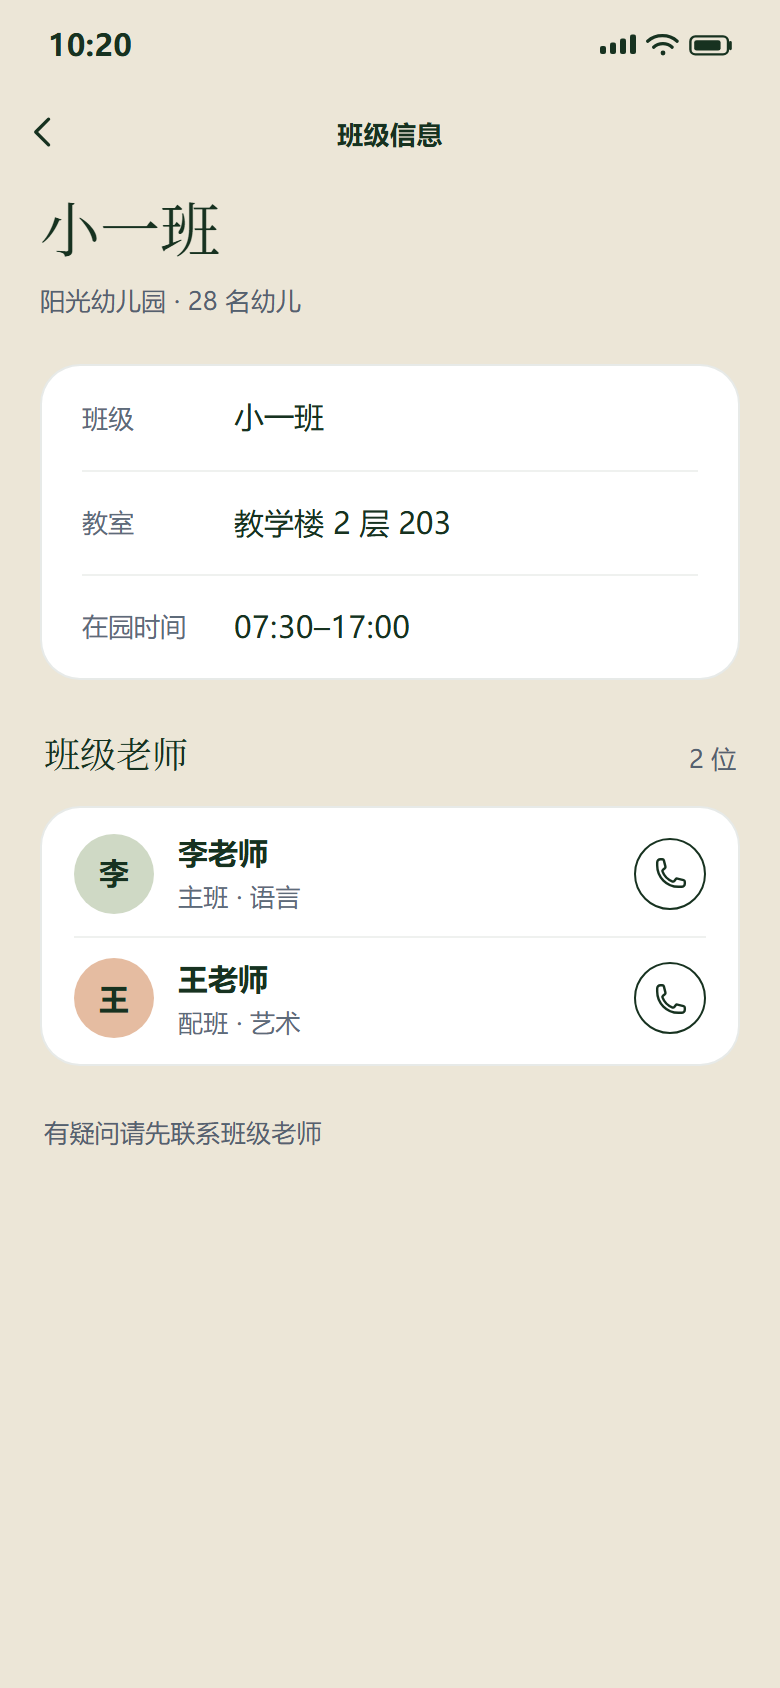 10:20
班级信息
小一班
阳光幼儿园 · 28 名幼儿
班级 小一班
教室 教学楼 2 层 203
在园时间 07:30–17:00
班级老师 2 位
李 李老师
主班 · 语言
王 王老师
配班 · 艺术
有疑问请先联系班级老师